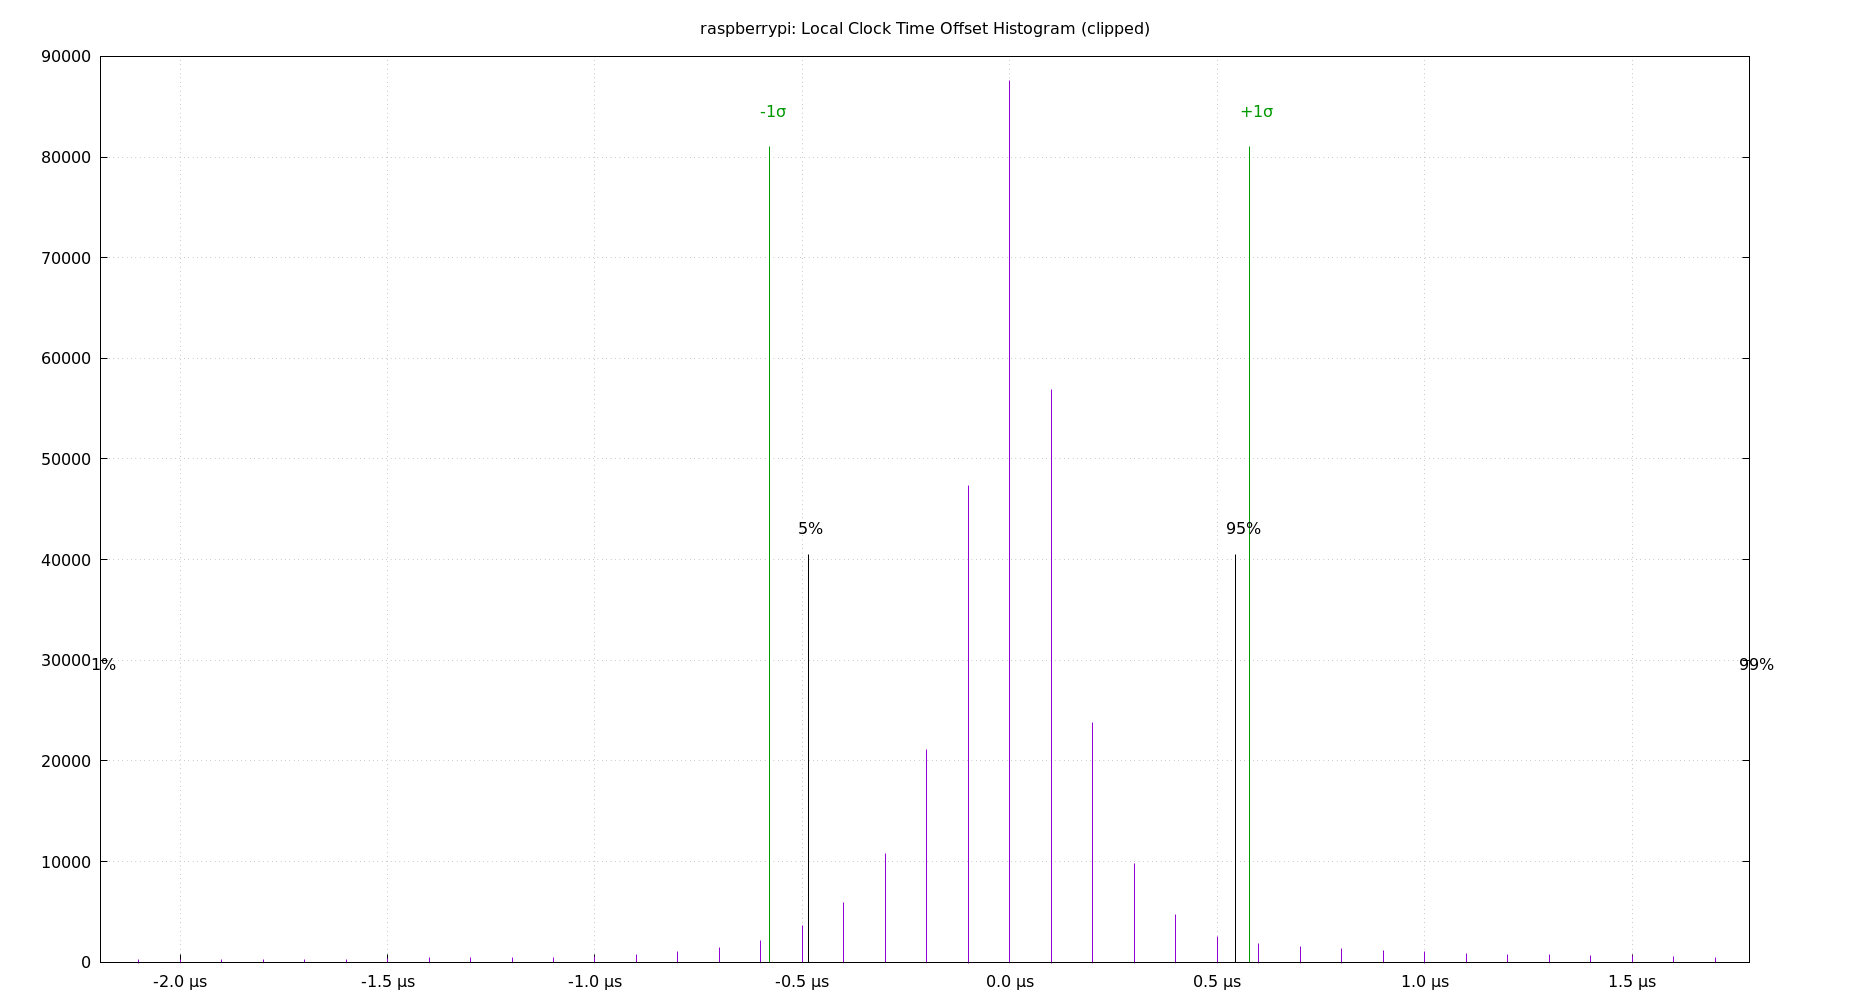 raspberrypi: Local Clock Time Offset Histogram (clipped)
90000
-1σ
+1σ
80000
70000
60000
50000
5%
95%
40000
30000
1%
99%
20000
10000
0
-2.0 µs
-1.5 µs
-1.0 µs
-0.5 µs
0.0 µs
0.5 µs
1.0 µs
1.5 µs